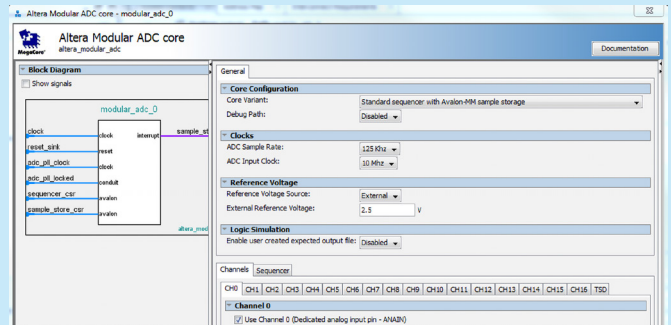 Altera Modular ADC core - modular_adc_0
Altera Modular ADC core
altera_modular_adc
MegaCore
Documentation
Block Diagram
Show signals
modular_adc_0
clock
clock
interrupt
sample_st
reset_sink
reset
adc_pll_clock
clock
adc_pll_locked
conduit
sequencer_csr
avalon
sample_store_csr
avalon
altera_mod
General
Core Configuration
Core Variant: Standard sequencer with Avalon-MM sample storage
Debug Path: Disabled
Clocks
ADC Sample Rate: 125 Khz
ADC Input Clock: 10 Mhz
Reference Voltage
Reference Voltage Source: External
External Reference Voltage: 2.5 V
Logic Simulation
Enable user created expected output file: Disabled
Channels Sequencer
CH0 CH1 CH2 CH3 CH4 CH5 CH6 CH7 CH8 CH9 CH10 CH11 CH12 CH13 CH14 CH15 CH16 TSD
Channel 0
Use Channel 0 (Dedicated analog input pin - ANAIN)